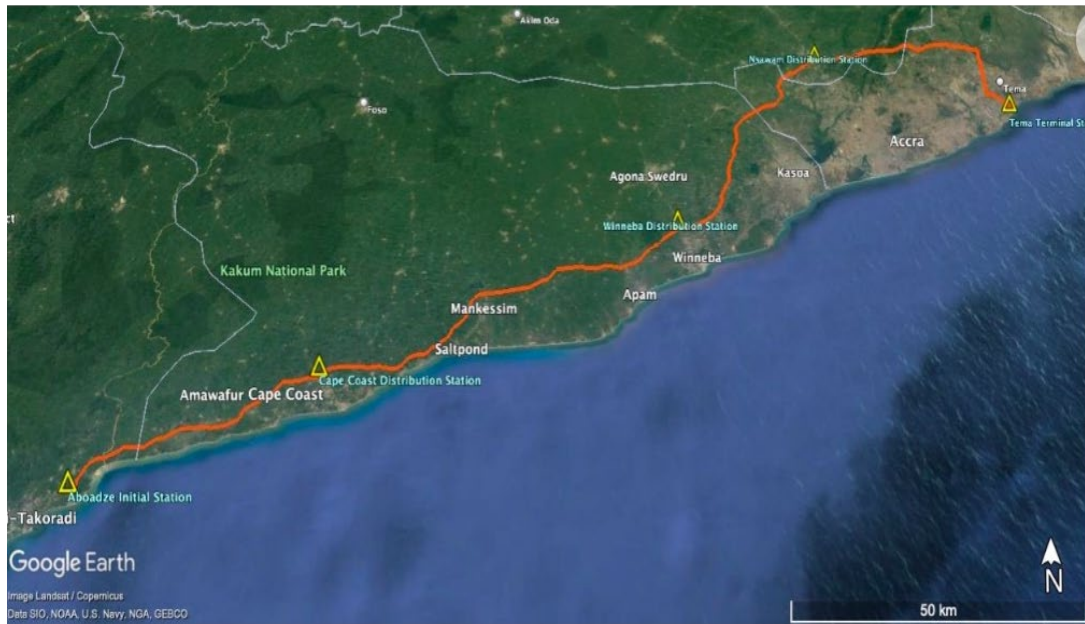 Akim Oda
Nsawam Distribution Station
Foso
Tema
Tema Terminal St
Accra
Agona Swedru
Kasoa
ct
Winneba Distribution Station
Winneba
Kakum National Park
Apam
Mankessim
Saltpond
Cape Coast Distribution Station
Amawafur Cape Coast
Aboadze Initial Station
i-Takoradi
Google Earth
N
Image Landsat / Copernicus
Data SIO, NOAA, U.S. Navy, NGA, GEBCO
50 km